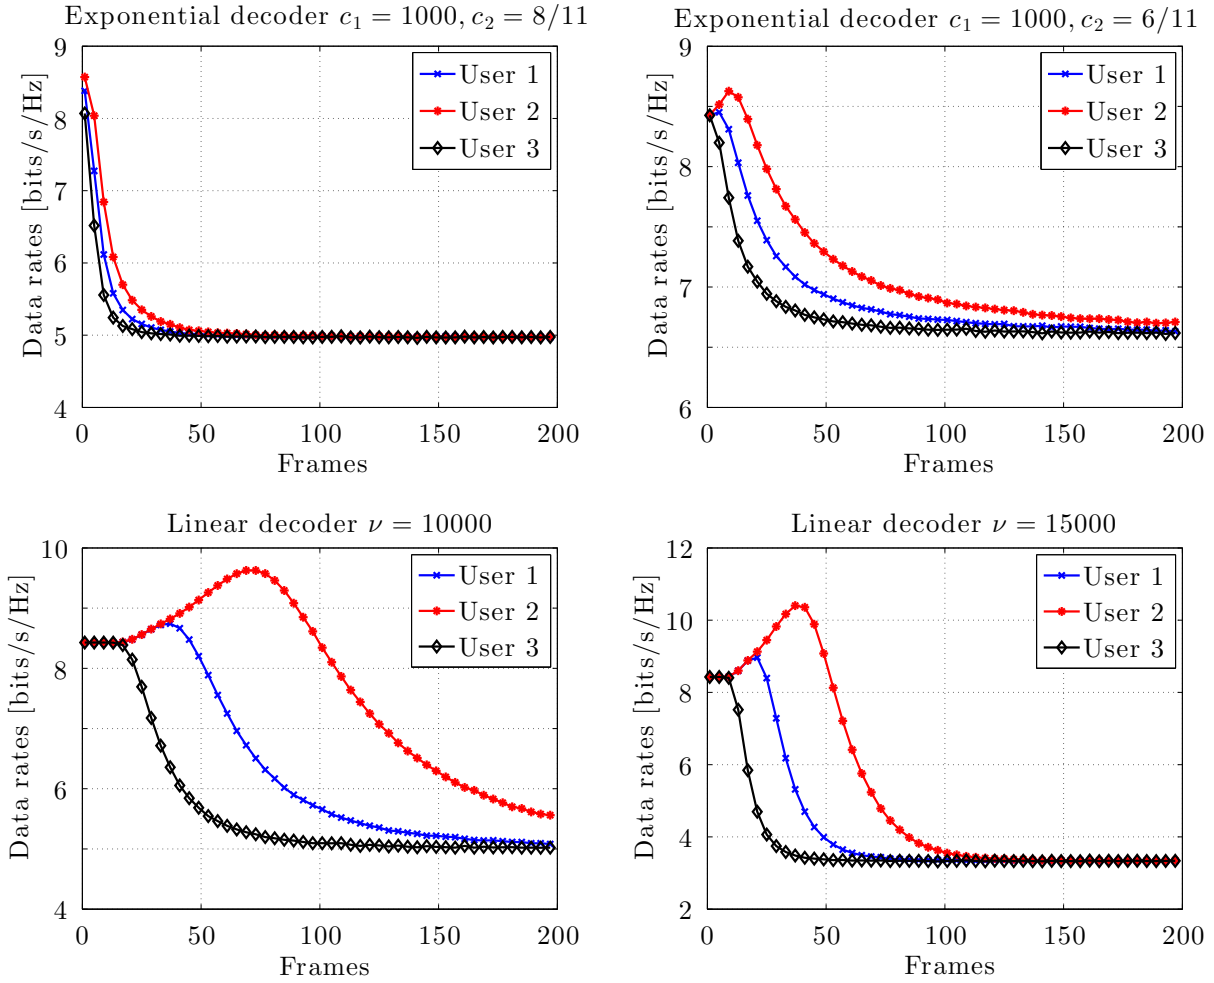 Exponential decoder c₁ = 1000, c₂ = 8/11
Data rates [bits/s/Hz]
9
8
7
6
5
4
0
50
100
150
200
Frames
User 1
User 2
User 3
Exponential decoder c₁ = 1000, c₂ = 6/11
Data rates [bits/s/Hz]
9
8
7
6
0
50
100
150
200
Frames
User 1
User 2
User 3
Linear decoder ν = 10000
Data rates [bits/s/Hz]
10
8
6
4
0
50
100
150
200
Frames
User 1
User 2
User 3
Linear decoder ν = 15000
Data rates [bits/s/Hz]
12
10
8
6
4
2
0
50
100
150
200
Frames
User 1
User 2
User 3